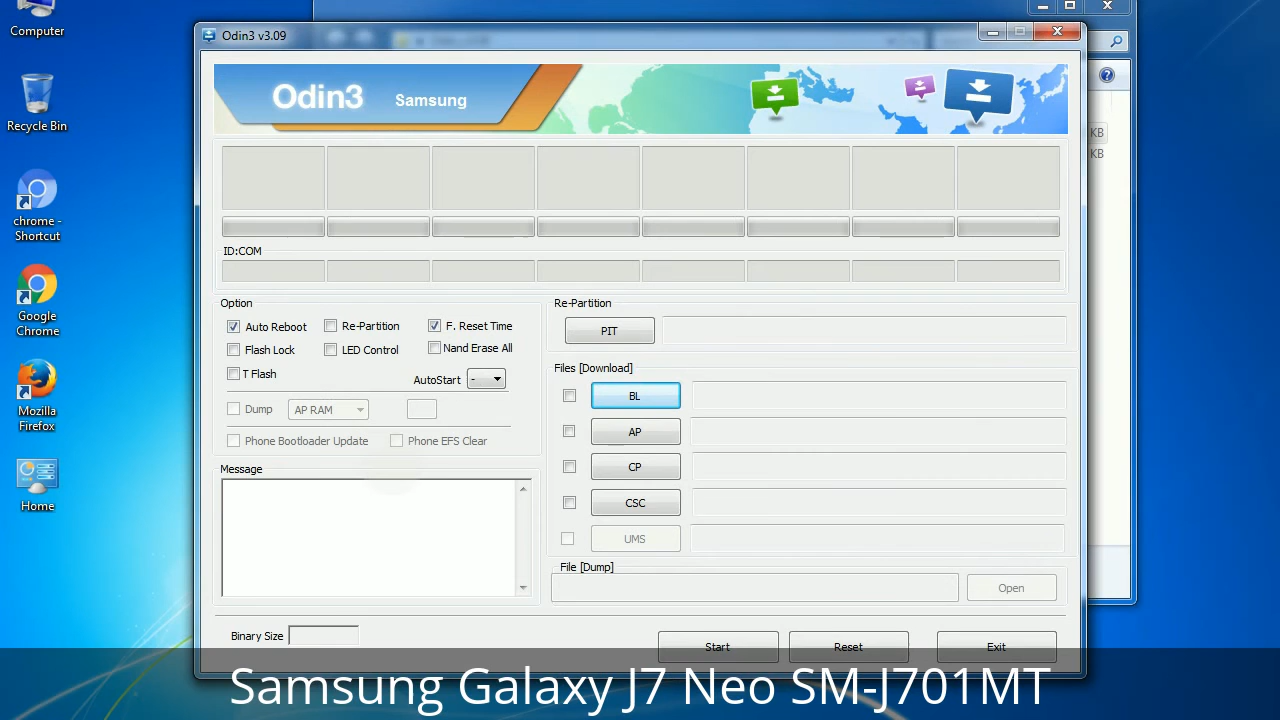 Computer
Recycle Bin
chrome -
Shortcut
Google
Chrome
Mozilla
Firefox
Home
Odin3 v3.09
Odin3 Samsung
KB
KB
ID:COM
Option
Auto Reboot
Re-Partition
F. Reset Time
Flash Lock
LED Control
Nand Erase All
T Flash
AutoStart -
Dump AP RAM
Phone Bootloader Update
Phone EFS Clear
Message
Re-Partition
PIT
Files [Download]
BL
AP
CP
CSC
UMS
File [Dump]
Open
Binary Size
Start
Reset
Exit
Samsung Galaxy J7 Neo SM-J701MT